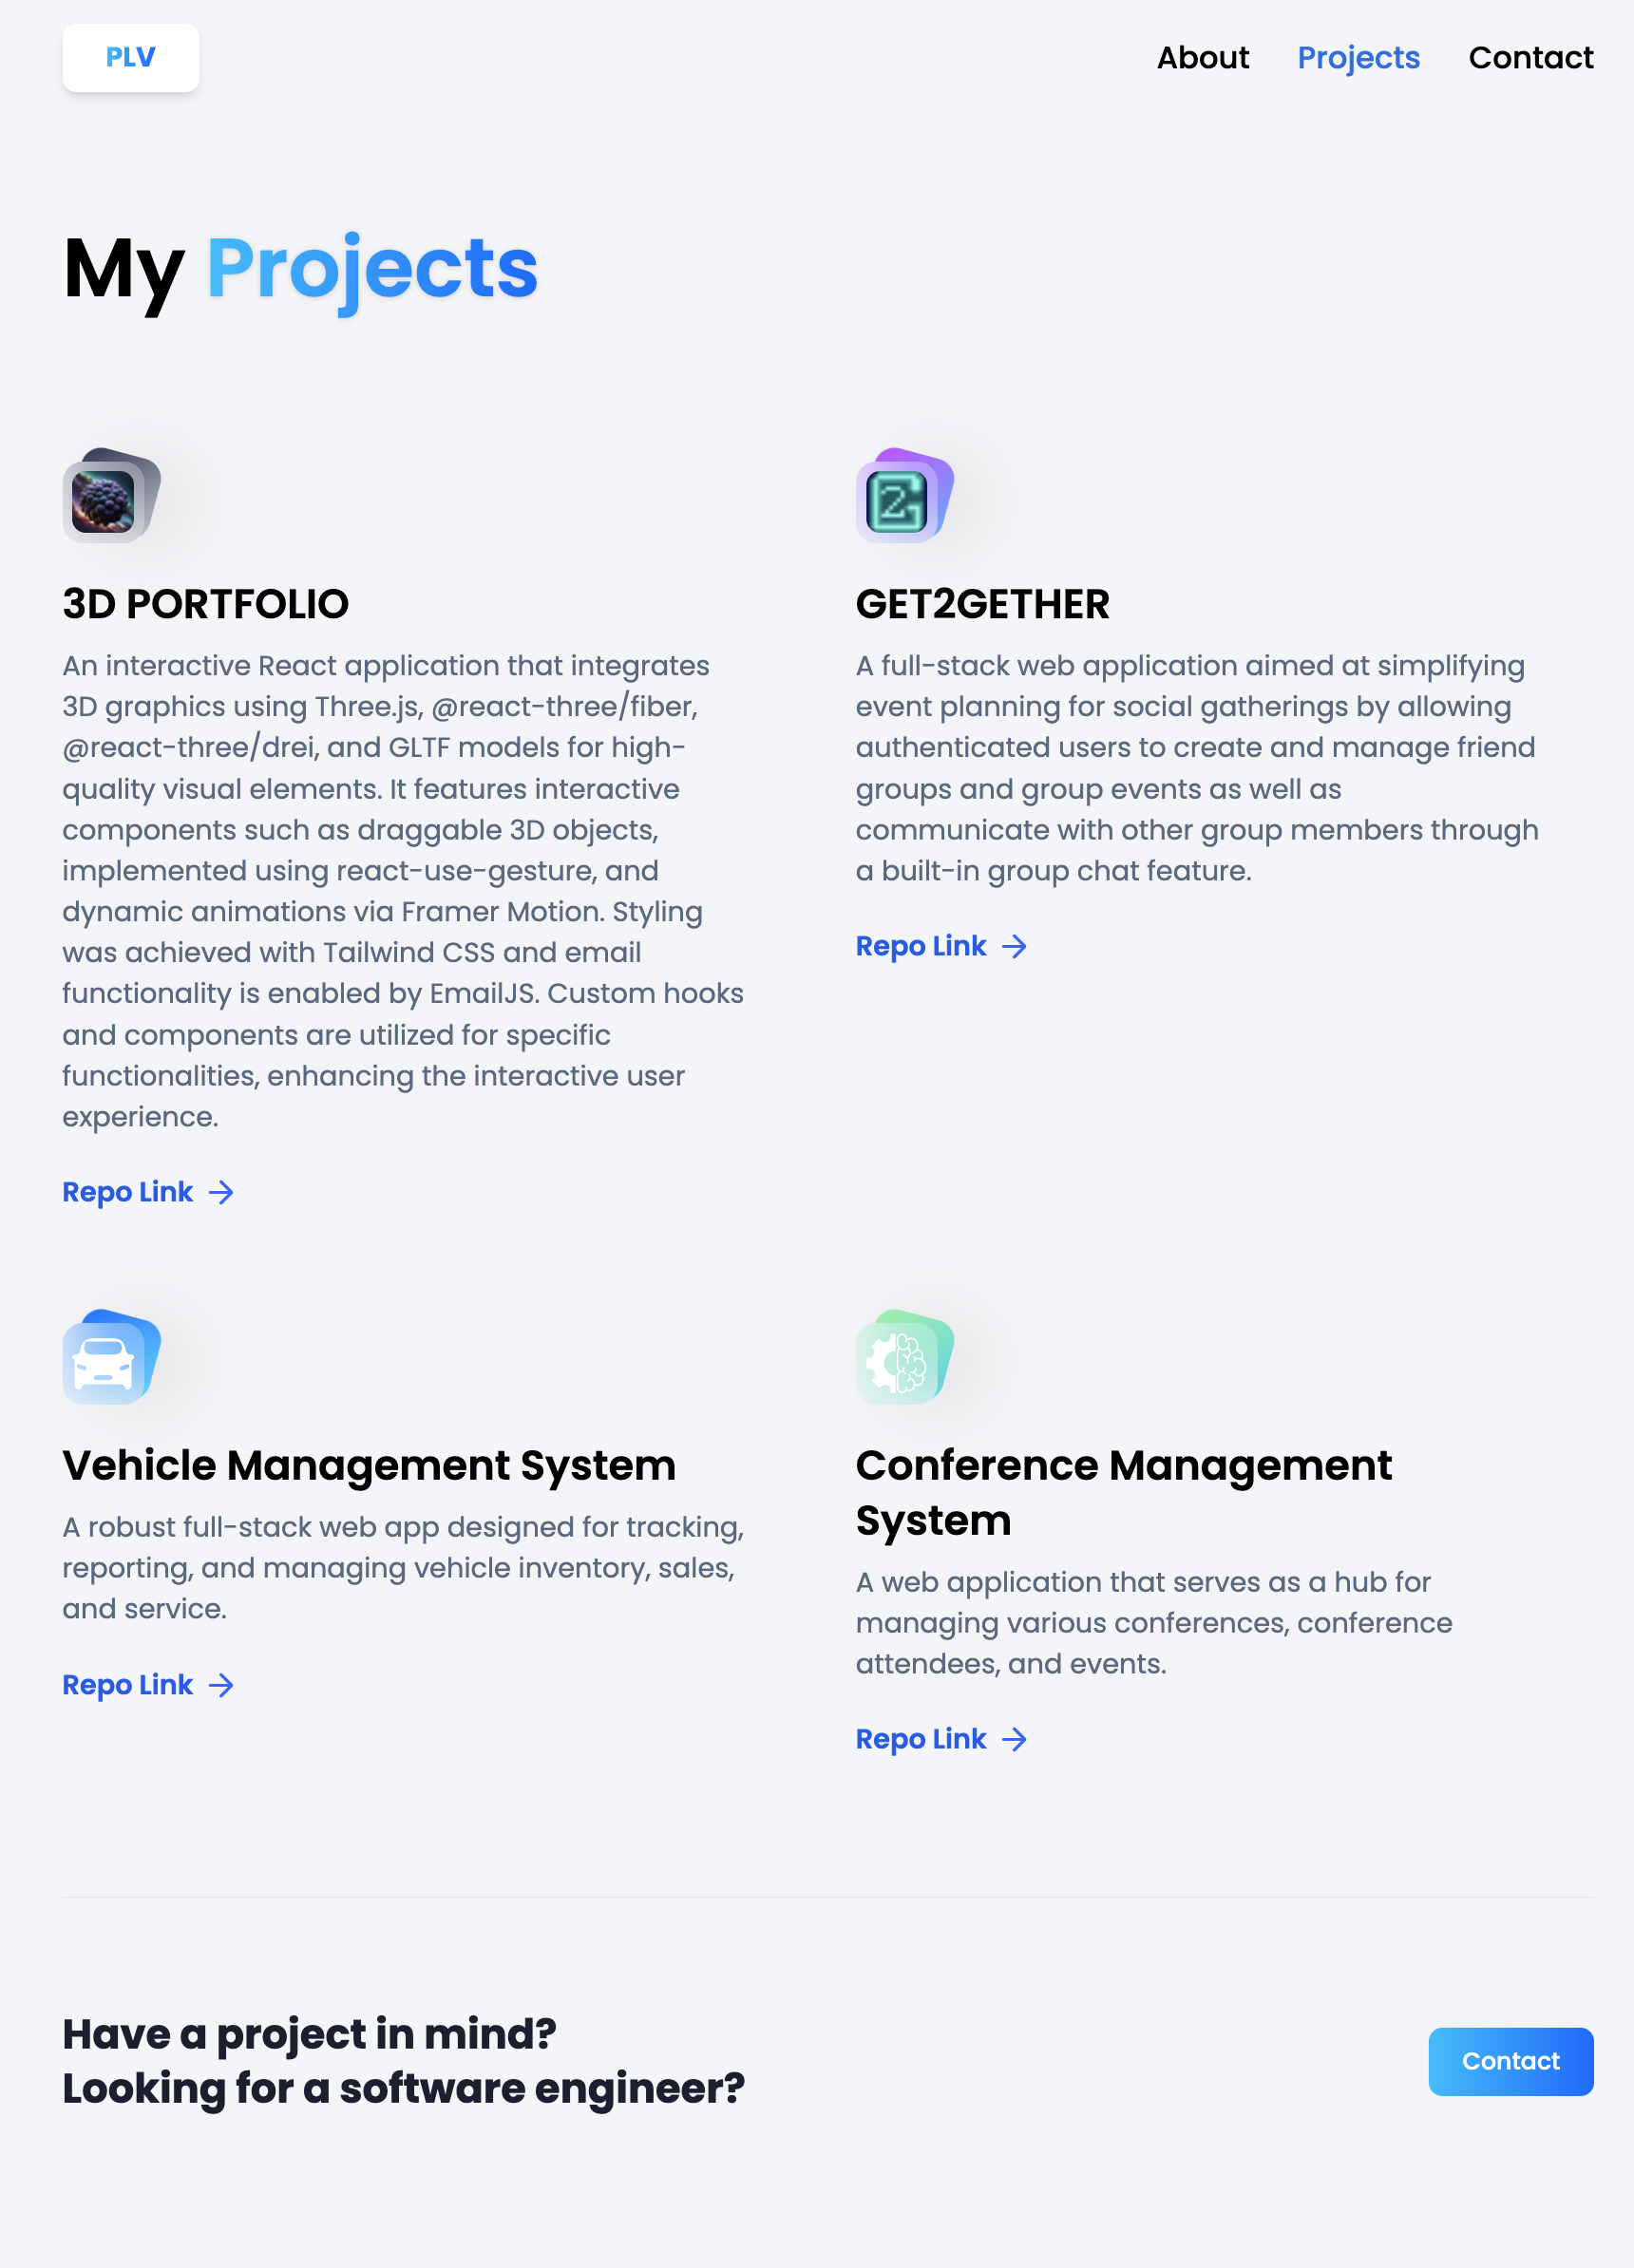 PLV
About
Projects
Contact
My Projects
3D PORTFOLIO
An interactive React application that integrates
3D graphics using Three.js, @react-three/fiber,
@react-three/drei, and GLTF models for high-
quality visual elements. It features interactive
components such as draggable 3D objects,
implemented using react-use-gesture, and
dynamic animations via Framer Motion. Styling
was achieved with Tailwind CSS and email
functionality is enabled by EmailJS. Custom hooks
and components are utilized for specific
functionalities, enhancing the interactive user
experience.
Repo Link
G2
GET2GETHER
A full-stack web application aimed at simplifying
event planning for social gatherings by allowing
authenticated users to create and manage friend
groups and group events as well as
communicate with other group members through
a built-in group chat feature.
Repo Link
Vehicle Management System
A robust full-stack web app designed for tracking,
reporting, and managing vehicle inventory, sales,
and service.
Repo Link
Conference Management
System
A web application that serves as a hub for
managing various conferences, conference
attendees, and events.
Repo Link
Have a project in mind?
Looking for a software engineer?
Contact